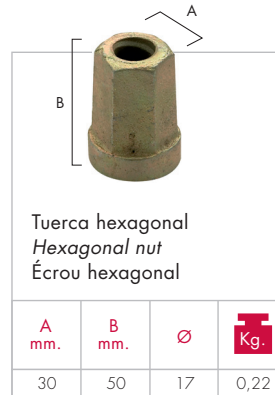 A
B
Tuerca hexagonal
Hexagonal nut
Écrou hexagonal
A mm. B mm. Ø Kg.
30 50 17 0,22